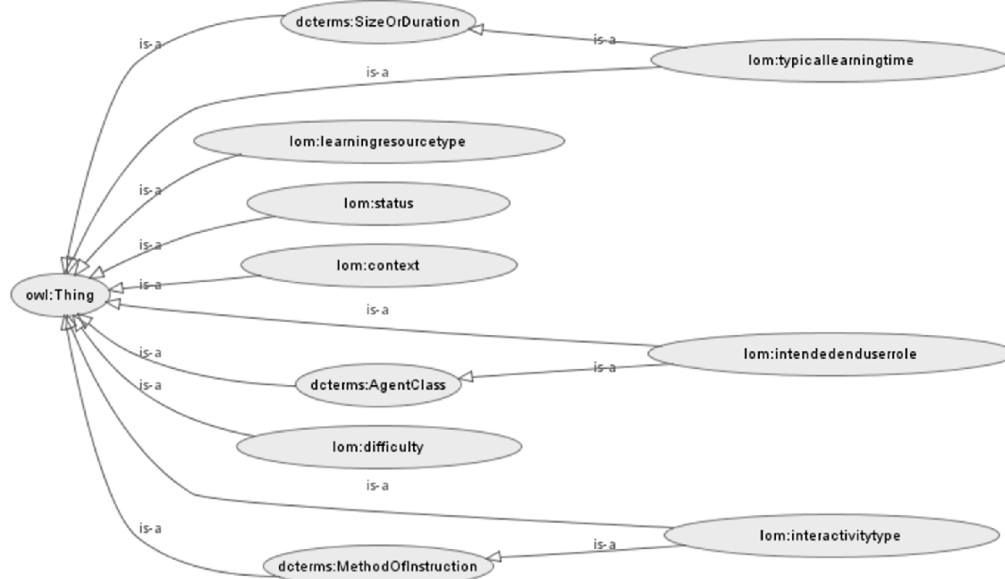 dcterms:SizeOrDuration
is-a
is-a
lom:typicallearningtime
is-a
lom:learningresourcetype
is-a
lom:status
is-a
lom:context
is-a
owl:Thing
is-a
is-a
lom:intendedenduserrole
is-a
dcterms:AgentClass
is-a
lom:difficulty
is-a
is-a
lom:interactivitytype
is-a
dcterms:MethodOfInstruction